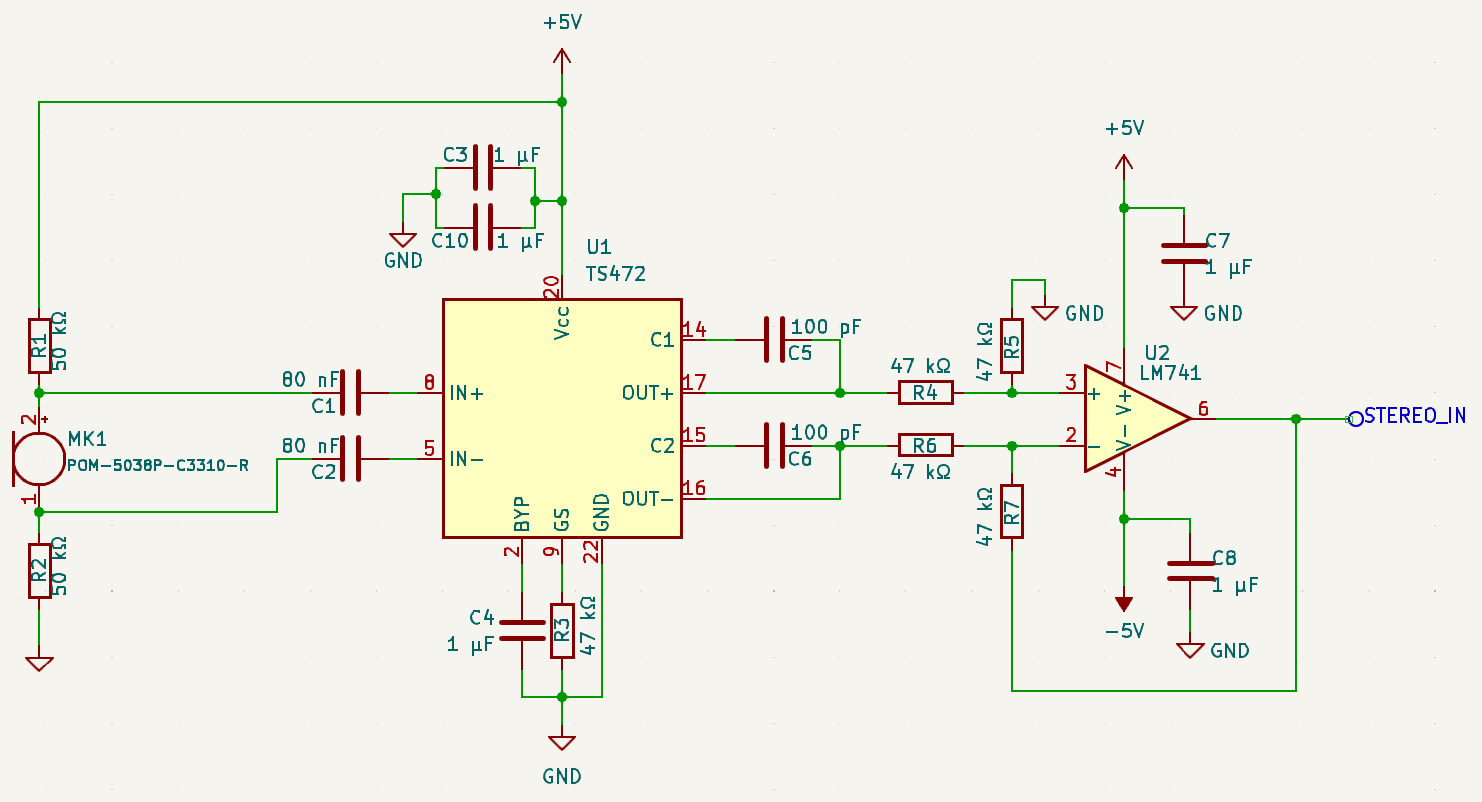 +5V
+5V
C3 1 µF
C10 1 µF
GND
U1
TS472
C7
1 µF
GND
GND
20
Vcc
R1
50 kΩ
C1
14
100 pF
C5
R5
47 kΩ
U2
LM741
7
V+
80 nF
C1
8
IN+
OUT+
17
47 kΩ
R4
3
+
6
STEREO_IN
2
+
MK1
POM-5038P-C3310-R
1
80 nF
C2
5
IN-
C2
15
100 pF
C6
R6
47 kΩ
2
-
V-
4
OUT-
16
BYP
GS
GND
2
9
22
R7
47 kΩ
R2
50 kΩ
C8
1 µF
C4
1 µF
R3
47 kΩ
-5V
GND
GND